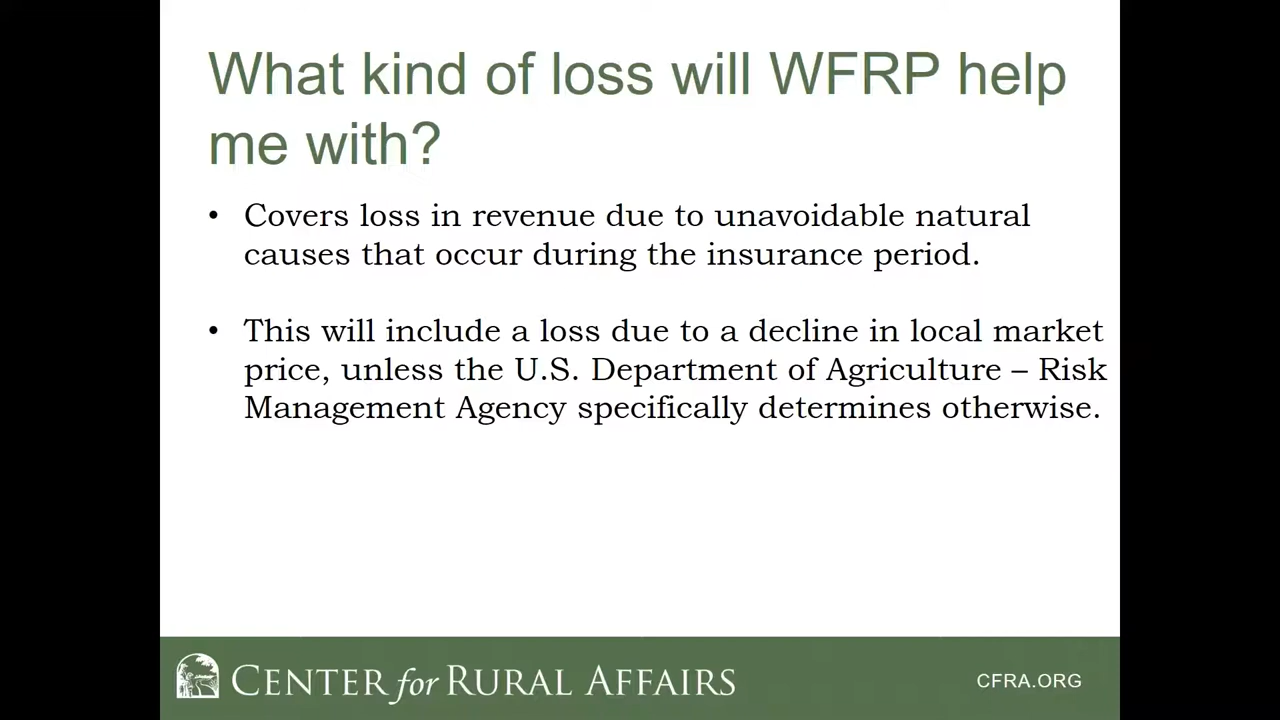 What kind of loss will WFRP help
me with?
• Covers loss in revenue due to unavoidable natural
causes that occur during the insurance period.
• This will include a loss due to a decline in local market
price, unless the U.S. Department of Agriculture – Risk
Management Agency specifically determines otherwise.
CENTER for RURAL AFFAIRS
CFRA.ORG